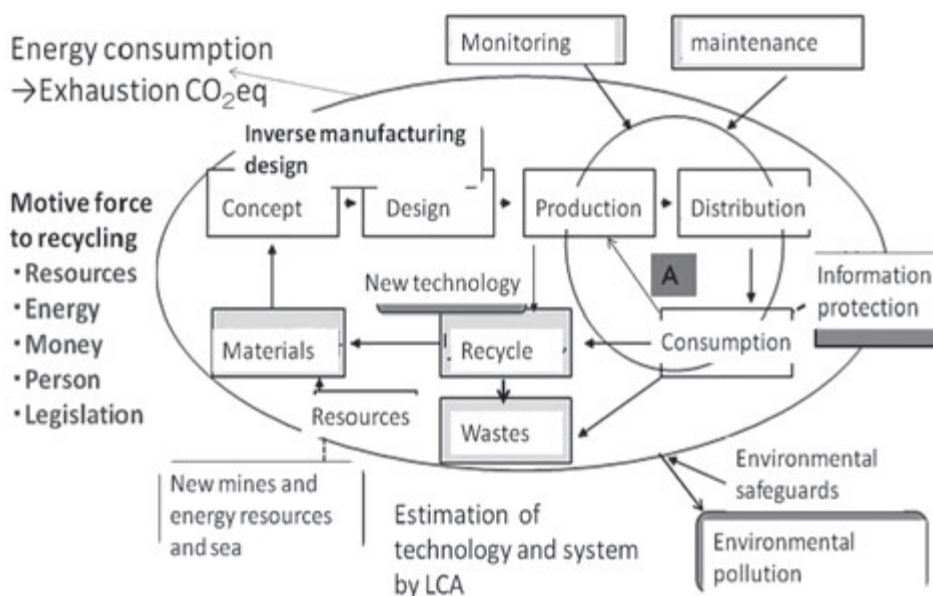 Energy consumption
→Exhaustion CO₂eq
Monitoring
maintenance
Inverse manufacturing
design
Concept
Design
Production
Distribution
Motive force
to recycling
・Resources
・Energy
・Money
・Person
・Legislation
New technology
A
Information
protection
Materials
Recycle
Consumption
Resources
Wastes
New mines and
energy resources
and sea
Estimation of
technology and system
by LCA
Environmental
safeguards
Environmental
pollution